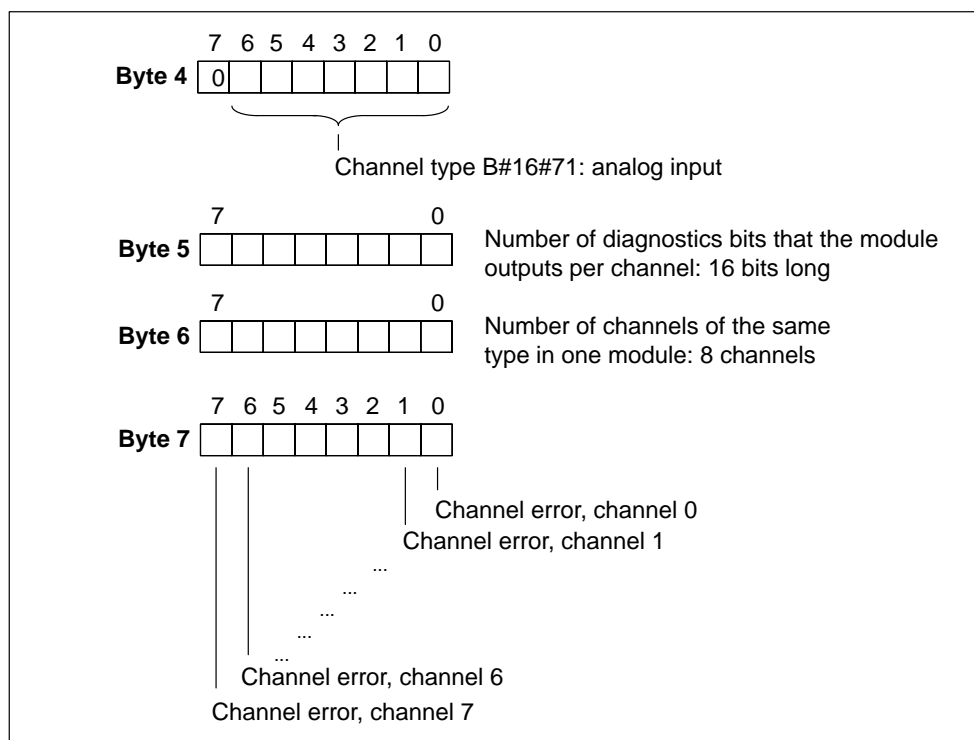 7 6 5 4 3 2 1 0
Byte 4 0
Channel type B#16#71: analog input
7 0
Byte 5
Number of diagnostics bits that the module
outputs per channel: 16 bits long
7 0
Byte 6
Number of channels of the same
type in one module: 8 channels
7 6 5 4 3 2 1 0
Byte 7
Channel error, channel 0
Channel error, channel 1
...
...
...
...
...
Channel error, channel 6
Channel error, channel 7